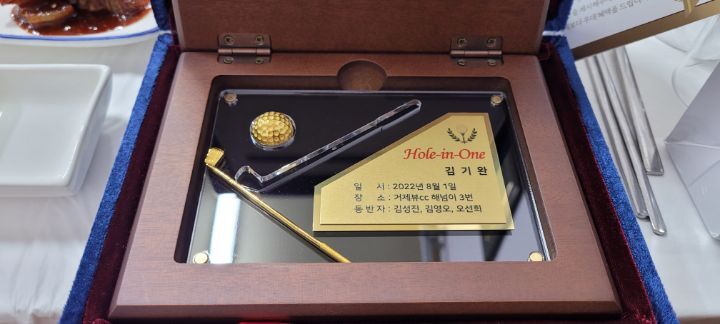 Hole-in-One
김 기 완
일 시 : 2022년 8월 1일
장 소 : 거제뷰cc 해넘이 3번
동 반 자 : 김성진, 김영오, 오선희